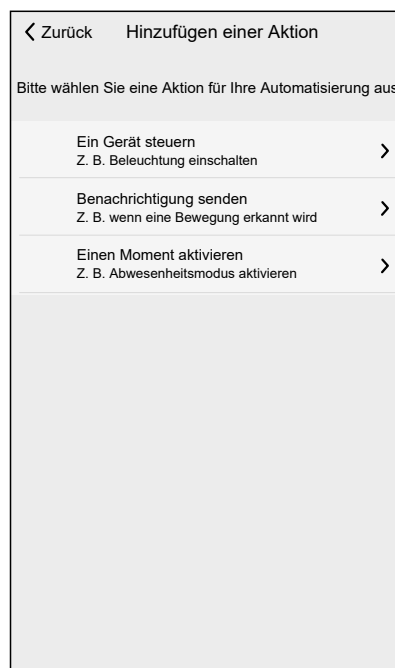 Zurück Hinzufügen einer Aktion
Bitte wählen Sie eine Aktion für Ihre Automatisierung aus
Ein Gerät steuern
Z. B. Beleuchtung einschalten
Benachrichtigung senden
Z. B. wenn eine Bewegung erkannt wird
Einen Moment aktivieren
Z. B. Abwesenheitsmodus aktivieren